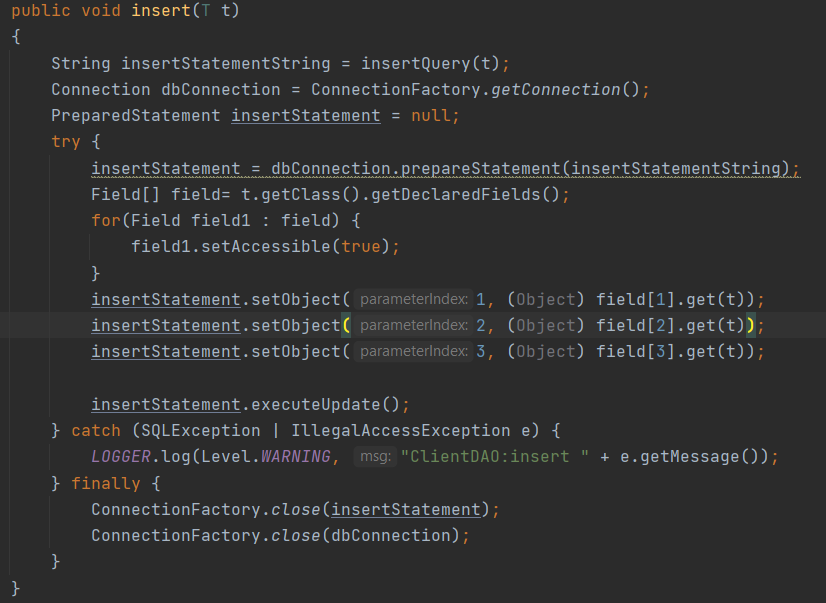 public void insert(T t)
{
    String insertStatementString = insertQuery(t);
    Connection dbConnection = ConnectionFactory.getConnection();
    PreparedStatement insertStatement = null;
    try {
        insertStatement = dbConnection.prepareStatement(insertStatementString);
        Field[] field= t.getClass().getDeclaredFields();
        for(Field field1 : field) {
            field1.setAccessible(true);
        }
        insertStatement.setObject( parameterIndex: 1, (Object) field[1].get(t));
        insertStatement.setObject( parameterIndex: 2, (Object) field[2].get(t));
        insertStatement.setObject( parameterIndex: 3, (Object) field[3].get(t));
        insertStatement.executeUpdate();
    } catch (SQLException | IllegalAccessException e) {
        LOGGER.log(Level.WARNING, msg: "ClientDAO:insert " + e.getMessage());
    } finally {
        ConnectionFactory.close(insertStatement);
        ConnectionFactory.close(dbConnection);
    }
}